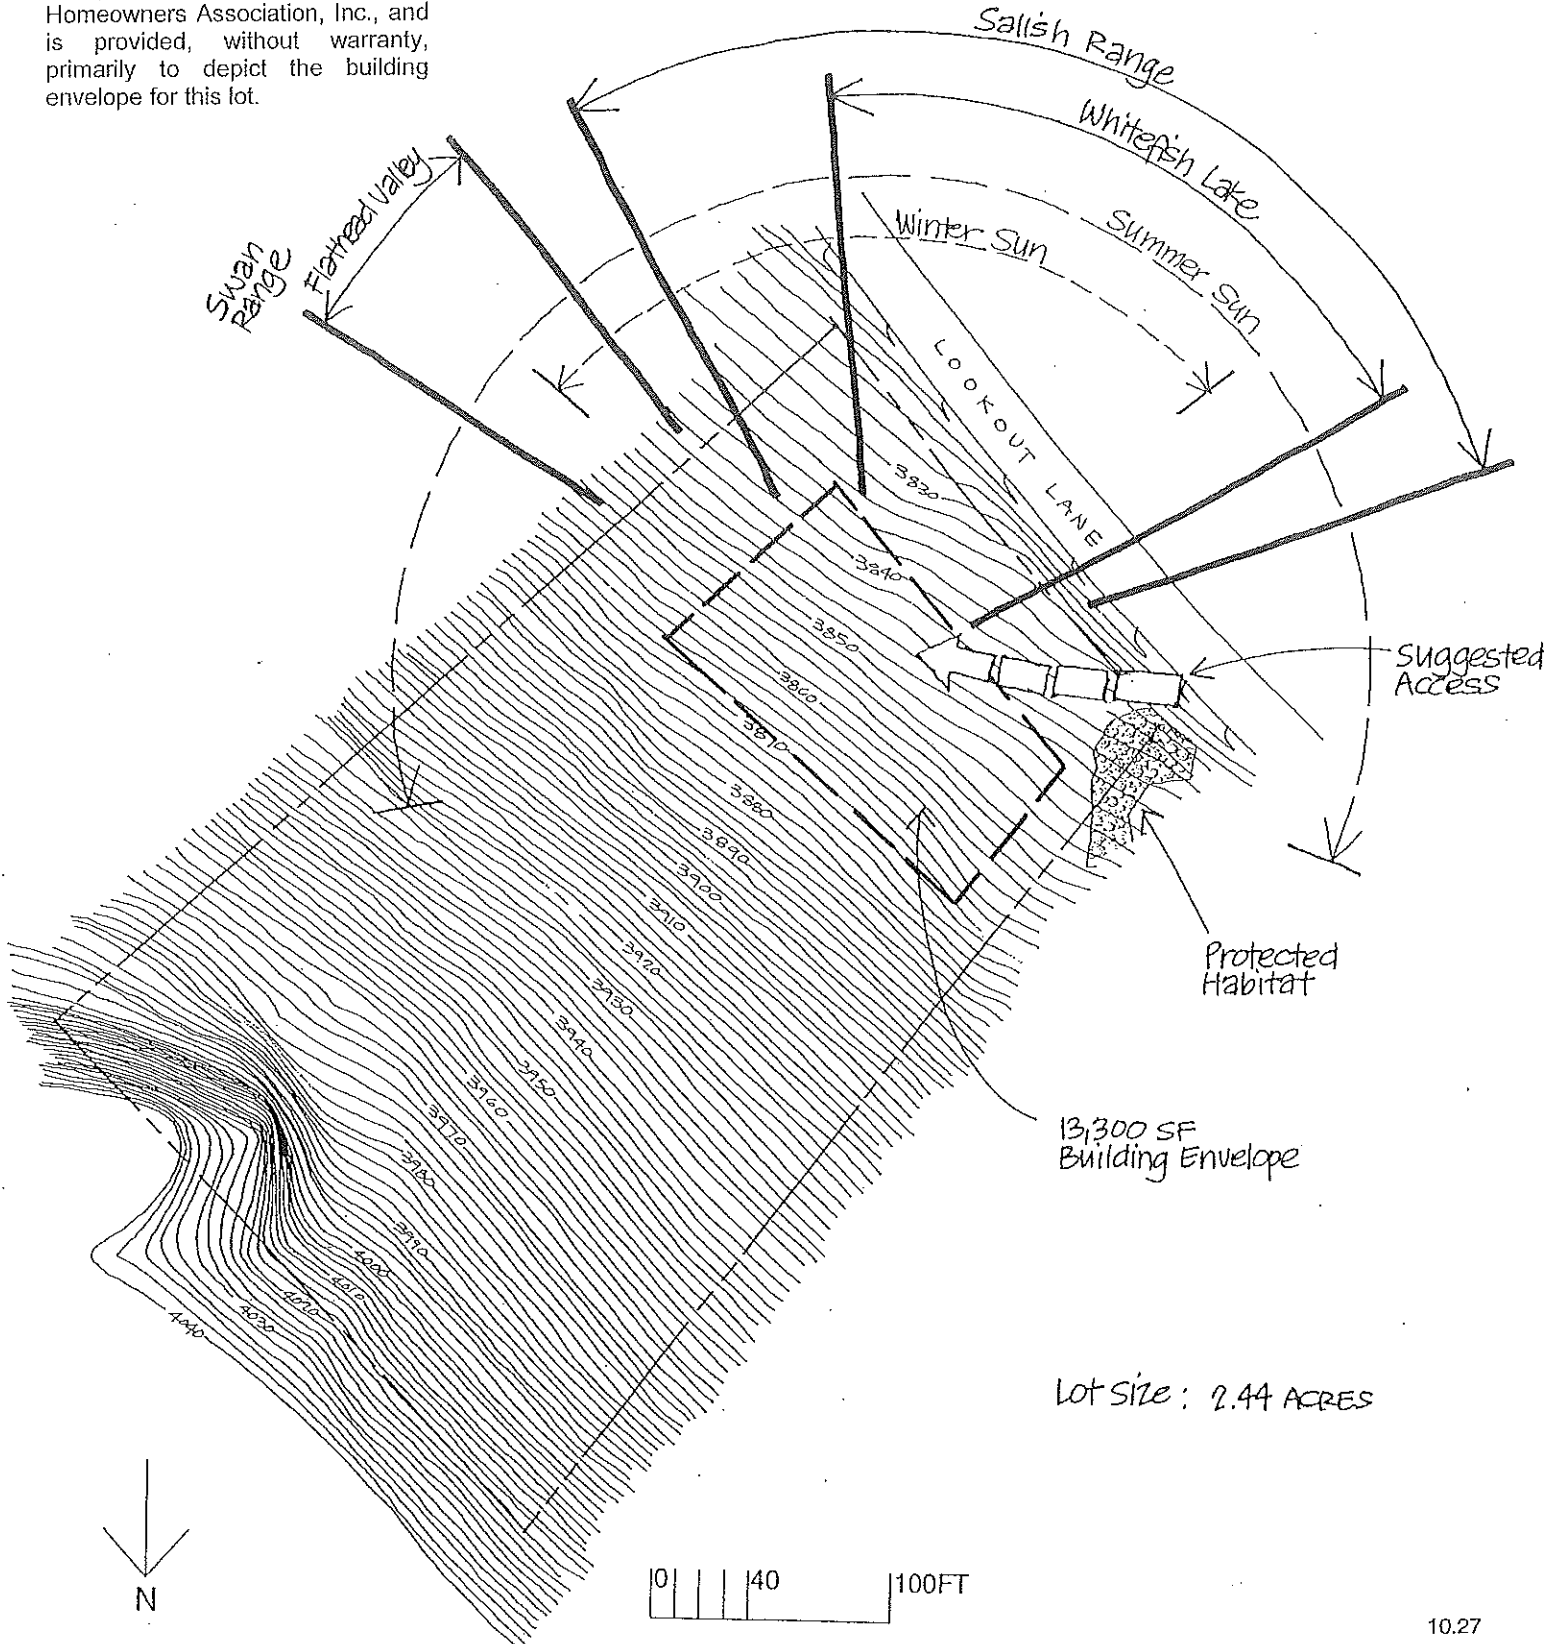 Homeowners Association, Inc., and
is provided, without warranty,
primarily to depict the building
envelope for this lot.
Salish Range
Whitefish Lake
Summer Sun
Winter Sun
Flathead Valley
Swan
Range
LOOKOUT LANE
3830
3840
3850
3860
3870
3880
3890
3900
3910
3920
3930
3940
3950
3960
3970
3980
3990
4000
4010
4020
4030
4040
Suggested
Access
Protected
Habitat
13,300 SF
Building Envelope
Lot Size: 2.44 ACRES
N
0 40 100FT
10.27